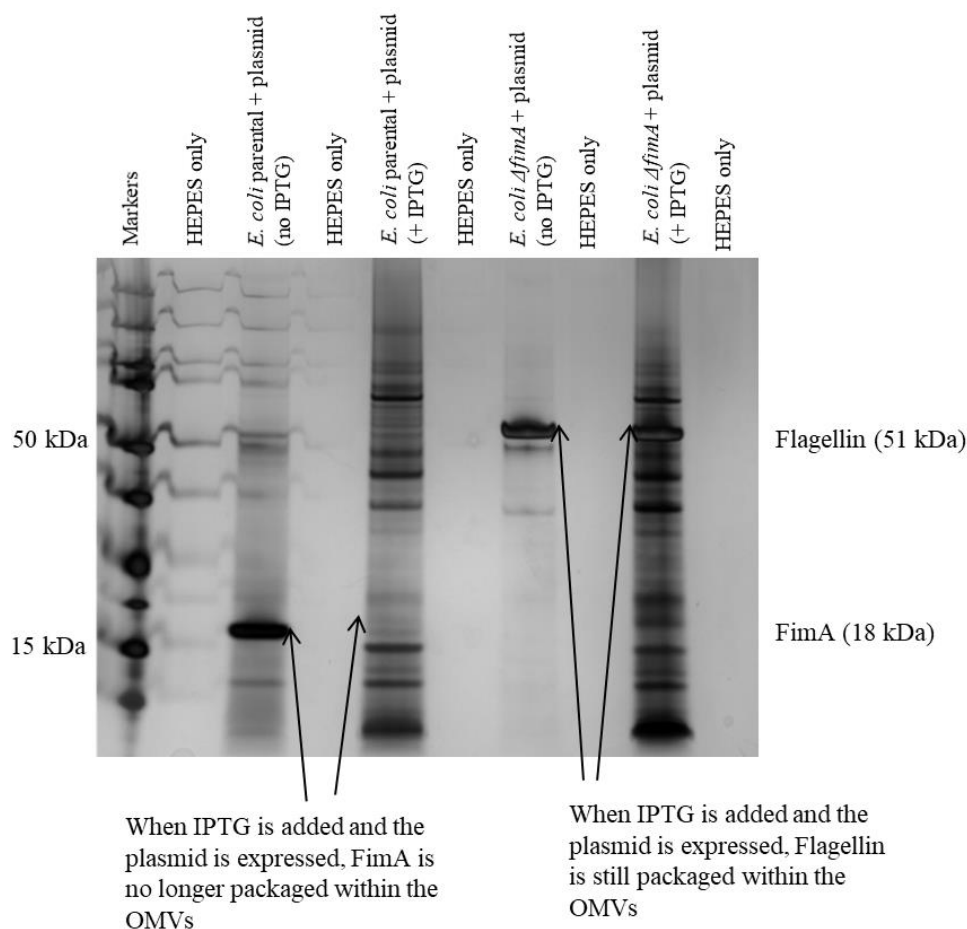 Markers
HEPES only
E. coli parental + plasmid
(no IPTG)
HEPES only
E. coli parental + plasmid
(+ IPTG)
HEPES only
E. coli ΔfimA + plasmid
(no IPTG)
HEPES only
E. coli ΔfimA + plasmid
(+ IPTG)
HEPES only
50 kDa
Flagellin (51 kDa)
15 kDa
FimA (18 kDa)
When IPTG is added and the
plasmid is expressed, FimA is
no longer packaged within the
OMVs
When IPTG is added and the
plasmid is expressed, Flagellin
is still packaged within the
OMVs